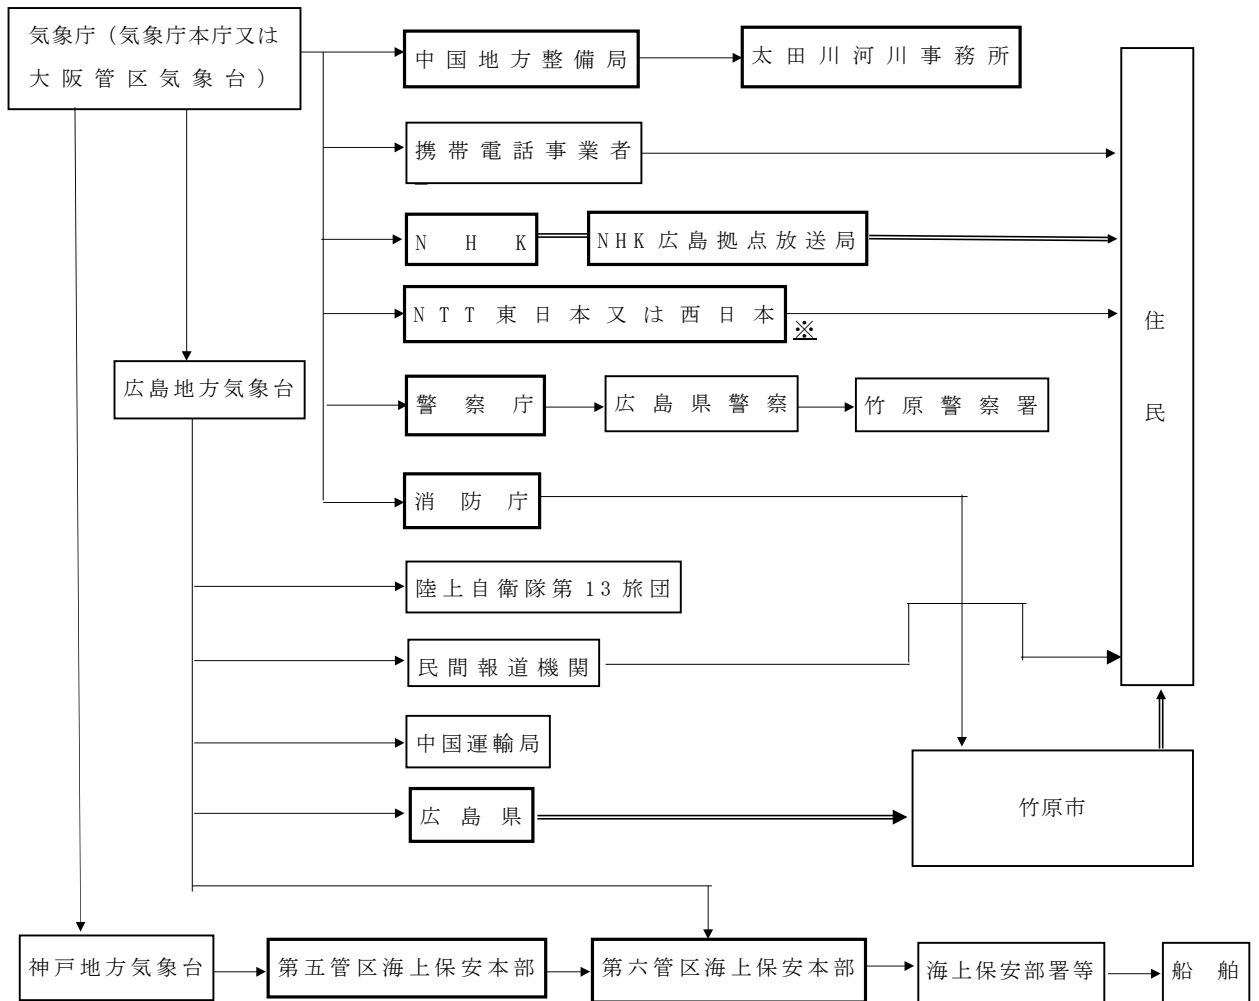 気象庁（気象庁本庁又は
大阪管区気象台）
中国地方整備局
太田川河川事務所
携帯電話事業者
NHK
NHK広島拠点放送局
NTT東日本又は西日本
※
住
民
広島地方気象台
警察庁
広島県警察
竹原警察署
消防庁
陸上自衛隊第13旅団
民間報道機関
中国運輸局
広島県
竹原市
神戸地方気象台
第五管区海上保安本部
第六管区海上保安本部
海上保安部署等
船舶